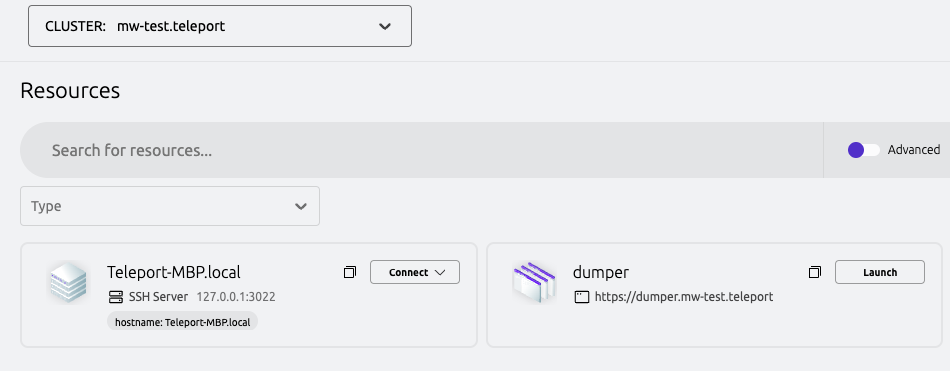 CLUSTER: mw-test.teleport
Resources
Search for resources...
Advanced
Type
Teleport-MBP.local
Connect
SSH Server 127.0.0.1:3022
hostname: Teleport-MBP.local
dumper
Launch
https://dumper.mw-test.teleport